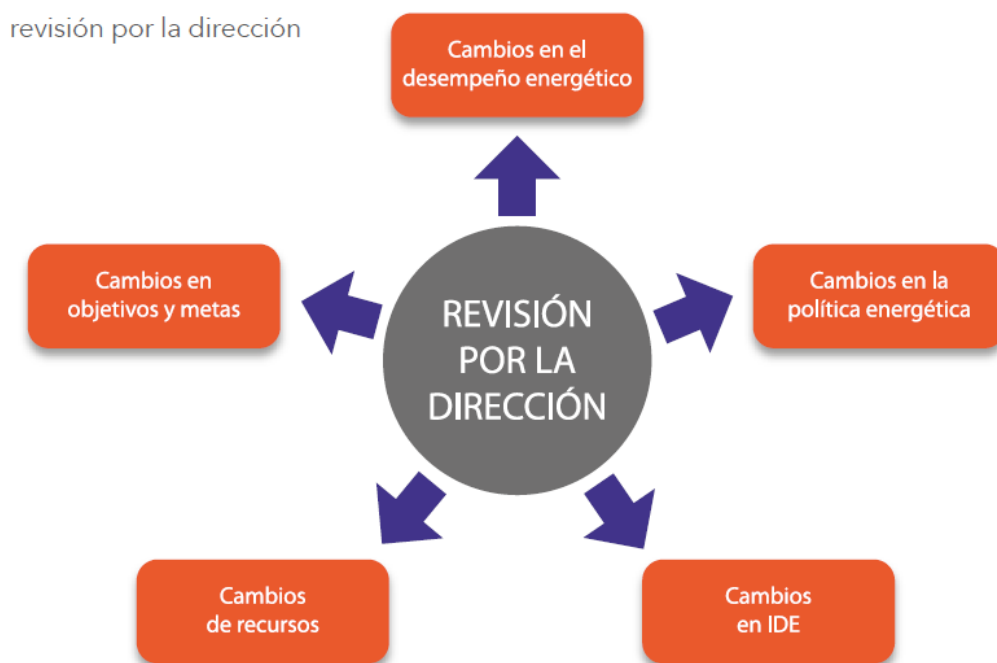 revisión por la dirección
Cambios en el
desempeño energético
Cambios en
objetivos y metas
REVISIÓN
POR LA
DIRECCIÓN
Cambios en la
política energética
Cambios
de recursos
Cambios
en IDE